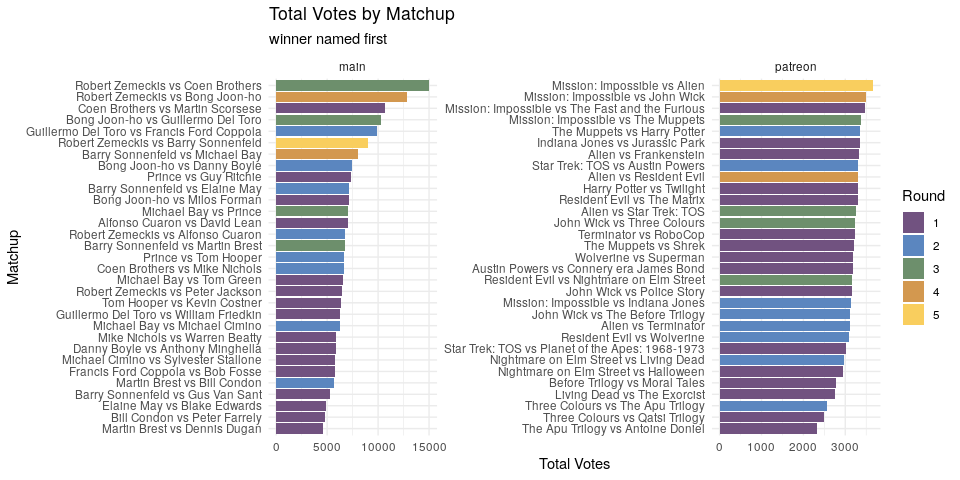 Total Votes by Matchup
winner named first
main
Robert Zemeckis vs Coen Brothers
Robert Zemeckis vs Bong Joon-ho
Coen Brothers vs Martin Scorsese
Bong Joon-ho vs Guillermo Del Toro
Guillermo Del Toro vs Francis Ford Coppola
Robert Zemeckis vs Barry Sonnenfeld
Barry Sonnenfeld vs Michael Bay
Bong Joon-ho vs Danny Boyle
Prince vs Guy Ritchie
Barry Sonnenfeld vs Elaine May
Bong Joon-ho vs Milos Forman
Michael Bay vs Prince
Alfonso Cuaron vs David Lean
Robert Zemeckis vs Alfonso Cuaron
Barry Sonnenfeld vs Martin Brest
Prince vs Tom Hooper
Coen Brothers vs Mike Nichols
Michael Bay vs Tom Green
Robert Zemeckis vs Peter Jackson
Tom Hooper vs Kevin Costner
Guillermo Del Toro vs William Friedkin
Michael Bay vs Michael Cimino
Mike Nichols vs Warren Beatty
Danny Boyle vs Anthony Minghella
Michael Cimino vs Sylvester Stallone
Francis Ford Coppola vs Bob Fosse
Martin Brest vs Bill Condon
Barry Sonnenfeld vs Gus Van Sant
Elaine May vs Blake Edwards
Bill Condon vs Peter Farrely
Martin Brest vs Dennis Dugan
0 5000 10000 15000
patreon
Mission: Impossible vs Alien
Mission: Impossible vs John Wick
Mission: Impossible vs The Fast and the Furious
Mission: Impossible vs The Muppets
The Muppets vs Harry Potter
Indiana Jones vs Jurassic Park
Alien vs Frankenstein
Star Trek: TOS vs Austin Powers
Alien vs Resident Evil
Harry Potter vs Twilight
Resident Evil vs The Matrix
Alien vs Star Trek: TOS
John Wick vs Three Colours
Terminator vs RoboCop
The Muppets vs Shrek
Wolverine vs Superman
Austin Powers vs Connery era James Bond
Resident Evil vs Nightmare on Elm Street
John Wick vs Police Story
Mission: Impossible vs Indiana Jones
John Wick vs The Before Trilogy
Alien vs Terminator
Resident Evil vs Wolverine
Star Trek: TOS vs Planet of the Apes: 1968-1973
Nightmare on Elm Street vs Living Dead
Nightmare on Elm Street vs Halloween
Before Trilogy vs Moral Tales
Living Dead vs The Exorcist
Three Colours vs The Apu Trilogy
Three Colours vs Qatsi Trilogy
The Apu Trilogy vs Antoine Doniel
0 1000 2000 3000
Total Votes
Matchup
Round
1
2
3
4
5